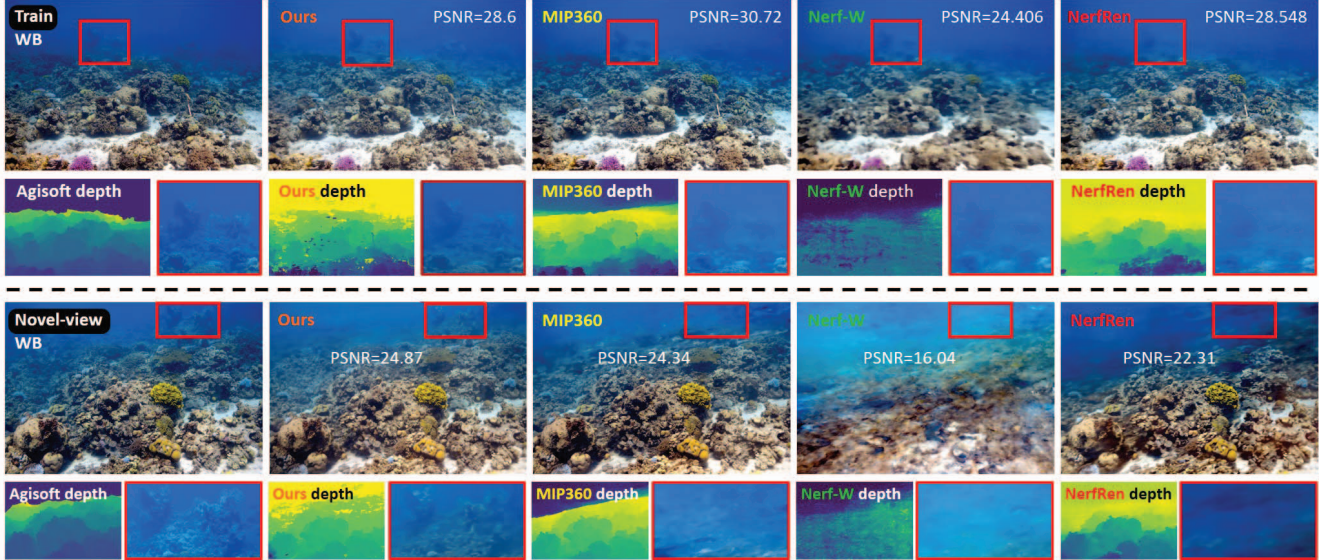 Train
WB
Ours
PSNR=28.6
MIP360
PSNR=30.72
Nerf-W
PSNR=24.406
NerfRen
PSNR=28.548
Agisoft depth
Ours depth
MIP360 depth
Nerf-W depth
NerfRen depth
Novel-view
WB
Ours
PSNR=24.87
MIP360
PSNR=24.34
Nerf-W
PSNR=16.04
NerfRen
PSNR=22.31
Agisoft depth
Ours depth
MIP360 depth
Nerf-W depth
NerfRen depth